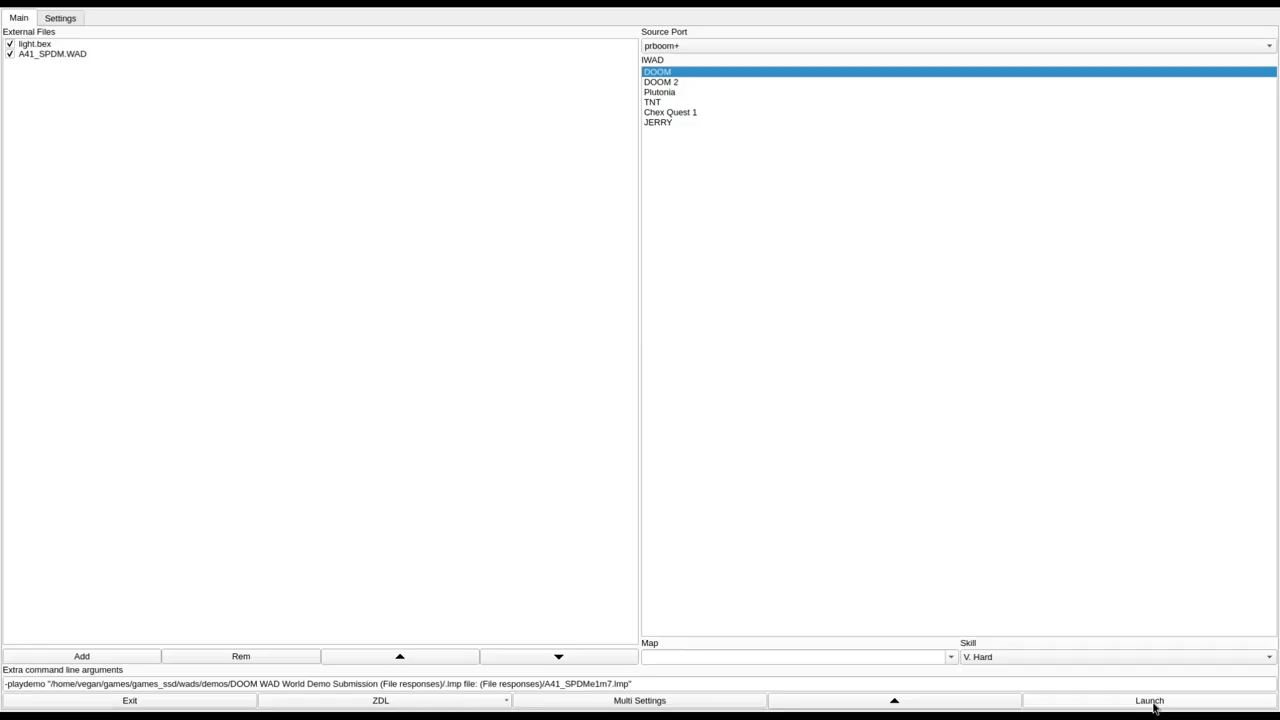 Main Settings
External Files
light.bex
A41_SPDM.WAD
Source Port
prboom+
IWAD
DOOM
DOOM 2
Plutonia
TNT
Chex Quest 1
JERRY
Map Skill
V. Hard
Add Rem
Extra command line arguments
-playdemo "/home/vegan/games/games_ssd/wads/demos/DOOM WAD World Demo Submission (File responses)/.lmp file: (File responses)/A41_SPDMe1m7.lmp"
Exit ZDL Multi Settings Launch